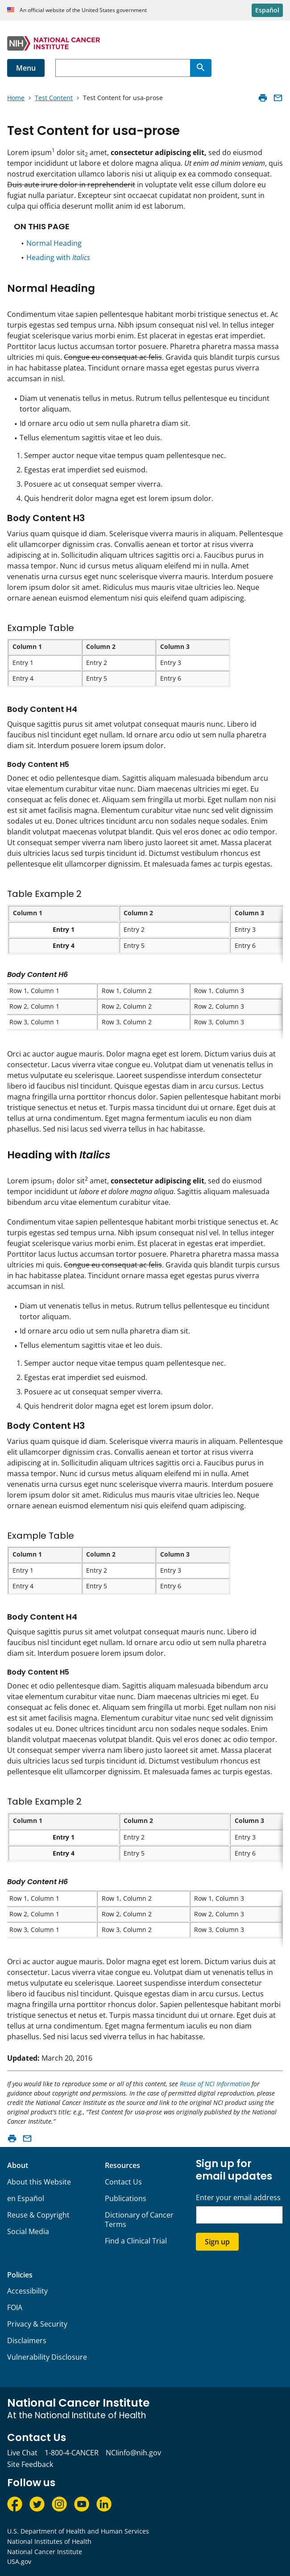 An official website of the United States government
Español
NIH NATIONAL CANCER
INSTITUTE
Menu
Home > Test Content > Test Content for usa-prose
Test Content for usa-prose
Lorem ipsum1 dolor sit2 amet, consectetur adipiscing elit, sed do eiusmod
tempor incididunt ut labore et dolore magna aliqua. Ut enim ad minim veniam, quis
nostrud exercitation ullamco laboris nisi ut aliquip ex ea commodo consequat.
Duis aute irure dolor in reprehenderit in voluptate velit esse cillum dolore eu
fugiat nulla pariatur. Excepteur sint occaecat cupidatat non proident, sunt in
culpa qui officia deserunt mollit anim id est laborum.
ON THIS PAGE
• Normal Heading
• Heading with Italics
Normal Heading
Condimentum vitae sapien pellentesque habitant morbi tristique senectus et. Ac
turpis egestas sed tempus urna. Nibh ipsum consequat nisl vel. In tellus integer
feugiat scelerisque varius morbi enim. Est placerat in egestas erat imperdiet.
Porttitor lacus luctus accumsan tortor posuere. Pharetra pharetra massa massa
ultricies mi quis. Congue eu consequat ac felis. Gravida quis blandit turpis cursus
in hac habitasse platea. Tincidunt ornare massa eget egestas purus viverra
accumsan in nisl.
• Diam ut venenatis tellus in metus. Rutrum tellus pellentesque eu tincidunt
tortor aliquam.
• Id ornare arcu odio ut sem nulla pharetra diam sit.
• Tellus elementum sagittis vitae et leo duis.
1. Semper auctor neque vitae tempus quam pellentesque nec.
2. Egestas erat imperdiet sed euismod.
3. Posuere ac ut consequat semper viverra.
4. Quis hendrerit dolor magna eget est lorem ipsum dolor.
Body Content H3
Varius quam quisque id diam. Scelerisque viverra mauris in aliquam. Pellentesque
elit ullamcorper dignissim cras. Convallis aenean et tortor at risus viverra
adipiscing at in. Sollicitudin aliquam ultrices sagittis orci a. Faucibus purus in
massa tempor. Nunc id cursus metus aliquam eleifend mi in nulla. Amet
venenatis urna cursus eget nunc scelerisque viverra mauris. Interdum posuere
lorem ipsum dolor sit amet. Ridiculus mus mauris vitae ultricies leo. Neque
ornare aenean euismod elementum nisi quis eleifend quam adipiscing.
Example Table
Column 1 Column 2 Column 3
Entry 1 Entry 2 Entry 3
Entry 4 Entry 5 Entry 6
Body Content H4
Quisque sagittis purus sit amet volutpat consequat mauris nunc. Libero id
faucibus nisl tincidunt eget nullam. Id ornare arcu odio ut sem nulla pharetra
diam sit. Interdum posuere lorem ipsum dolor.
Body Content H5
Donec et odio pellentesque diam. Sagittis aliquam malesuada bibendum arcu
vitae elementum curabitur vitae nunc. Diam maecenas ultricies mi eget. Eu
consequat ac felis donec et. Aliquam sem fringilla ut morbi. Eget nullam non nisi
est sit amet facilisis magna. Elementum curabitur vitae nunc sed velit dignissim
sodales ut eu. Donec ultrices tincidunt arcu non sodales neque sodales. Enim
blandit volutpat maecenas volutpat blandit. Quis vel eros donec ac odio tempor.
Ut consequat semper viverra nam libero justo laoreet sit amet. Massa placerat
duis ultricies lacus sed turpis tincidunt id. Dictumst vestibulum rhoncus est
pellentesque elit ullamcorper dignissim. Et malesuada fames ac turpis.
Table Example 2
Column 1 Column 2 Column 3
Entry 1 Entry 2 Entry 3
Entry 4 Entry 5 Entry 6
Body Content H6
Row 1, Column 1 Row 1, Column 2 Row 1, Column 3
Row 2, Column 1 Row 2, Column 2 Row 2, Column 3
Row 3, Column 1 Row 3, Column 2 Row 3, Column 3
Orci ac auctor augue mauris. Dolor magna eget est lorem. Dictum varius duis at
consectetur. Lacus viverra vitae congue eu. Volutpat diam ut venenatis tellus in
metus vulputate eu scelerisque. Laoreet suspendisse interdum consectetur
libero id faucibus nisl tincidunt. Quisque egestas diam in arcu cursus. Lectus
magna fringilla urna porttitor rhoncus dolor. Sapien pellentesque habitant morbi
tristique senectus et netus et. Turpis massa tincidunt dui ut ornare. Eget duis at
tellus at urna condimentum. Eget magna fermentum iaculis eu non diam
phasellus. Sed nisi lacus sed viverra tellus in hac habitasse.
Heading with Italics
Lorem ipsum1 dolor sit2 amet, consectetur adipiscing elit, sed do eiusmod
tempor incididunt ut labore et dolore magna aliqua. Sagittis aliquam malesuada
bibendum arcu vitae elementum curabitur vitae.
Condimentum vitae sapien pellentesque habitant morbi tristique senectus et. Ac
turpis egestas sed tempus urna. Nibh ipsum consequat nisl vel. In tellus integer
feugiat scelerisque varius morbi enim. Est placerat in egestas erat imperdiet.
Porttitor lacus luctus accumsan tortor posuere. Pharetra pharetra massa massa
ultricies mi quis. Congue eu consequat ac felis. Gravida quis blandit turpis cursus
in hac habitasse platea. Tincidunt ornare massa eget egestas purus viverra
accumsan in nisl.
• Diam ut venenatis tellus in metus. Rutrum tellus pellentesque eu tincidunt
tortor aliquam.
• Id ornare arcu odio ut sem nulla pharetra diam sit.
• Tellus elementum sagittis vitae et leo duis.
1. Semper auctor neque vitae tempus quam pellentesque nec.
2. Egestas erat imperdiet sed euismod.
3. Posuere ac ut consequat semper viverra.
4. Quis hendrerit dolor magna eget est lorem ipsum dolor.
Body Content H3
Varius quam quisque id diam. Scelerisque viverra mauris in aliquam. Pellentesque
elit ullamcorper dignissim cras. Convallis aenean et tortor at risus viverra
adipiscing at in. Sollicitudin aliquam ultrices sagittis orci a. Faucibus purus in
massa tempor. Nunc id cursus metus aliquam eleifend mi in nulla. Amet
venenatis urna cursus eget nunc scelerisque viverra mauris. Interdum posuere
lorem ipsum dolor sit amet. Ridiculus mus mauris vitae ultricies leo. Neque
ornare aenean euismod elementum nisi quis eleifend quam adipiscing.
Example Table
Column 1 Column 2 Column 3
Entry 1 Entry 2 Entry 3
Entry 4 Entry 5 Entry 6
Body Content H4
Quisque sagittis purus sit amet volutpat consequat mauris nunc. Libero id
faucibus nisl tincidunt eget nullam. Id ornare arcu odio ut sem nulla pharetra
diam sit. Interdum posuere lorem ipsum dolor.
Body Content H5
Donec et odio pellentesque diam. Sagittis aliquam malesuada bibendum arcu
vitae elementum curabitur vitae nunc. Diam maecenas ultricies mi eget. Eu
consequat ac felis donec et. Aliquam sem fringilla ut morbi. Eget nullam non nisi
est sit amet facilisis magna. Elementum curabitur vitae nunc sed velit dignissim
sodales ut eu. Donec ultrices tincidunt arcu non sodales neque sodales. Enim
blandit volutpat maecenas volutpat blandit. Quis vel eros donec ac odio tempor.
Ut consequat semper viverra nam libero justo laoreet sit amet. Massa placerat
duis ultricies lacus sed turpis tincidunt id. Dictumst vestibulum rhoncus est
pellentesque elit ullamcorper dignissim. Et malesuada fames ac turpis.
Table Example 2
Column 1 Column 2 Column 3
Entry 1 Entry 2 Entry 3
Entry 4 Entry 5 Entry 6
Body Content H6
Row 1, Column 1 Row 1, Column 2 Row 1, Column 3
Row 2, Column 1 Row 2, Column 2 Row 2, Column 3
Row 3, Column 1 Row 3, Column 2 Row 3, Column 3
Orci ac auctor augue mauris. Dolor magna eget est lorem. Dictum varius duis at
consectetur. Lacus viverra vitae congue eu. Volutpat diam ut venenatis tellus in
metus vulputate eu scelerisque. Laoreet suspendisse interdum consectetur
libero id faucibus nisl tincidunt. Quisque egestas diam in arcu cursus. Lectus
magna fringilla urna porttitor rhoncus dolor. Sapien pellentesque habitant morbi
tristique senectus et netus et. Turpis massa tincidunt dui ut ornare. Eget duis at
tellus at urna condimentum. Eget magna fermentum iaculis eu non diam
phasellus. Sed nisi lacus sed viverra tellus in hac habitasse.
Updated: March 20, 2016
If you would like to reproduce some or all of this content, see Reuse of NCI Information for
guidance about copyright and permissions. In the case of permitted digital reproduction,
please credit the National Cancer Institute as the source and link to the original NCI product using the
original product's title; e.g., "Test Content for usa-prose was originally published by the National
Cancer Institute."
About
About this Website
en Español
Reuse & Copyright
Social Media
Resources
Contact Us
Publications
Dictionary of Cancer
Terms
Find a Clinical Trial
Sign up for
email updates
Enter your email address
Sign up
Policies
Accessibility
FOIA
Privacy & Security
Disclaimers
Vulnerability Disclosure
National Cancer Institute
At the National Institutes of Health
Contact Us
Live Chat 1-800-4-CANCER NCIinfo@nih.gov
Site Feedback
Follow us
U.S. Department of Health and Human Services
National Institutes of Health
National Cancer Institute
USA.gov